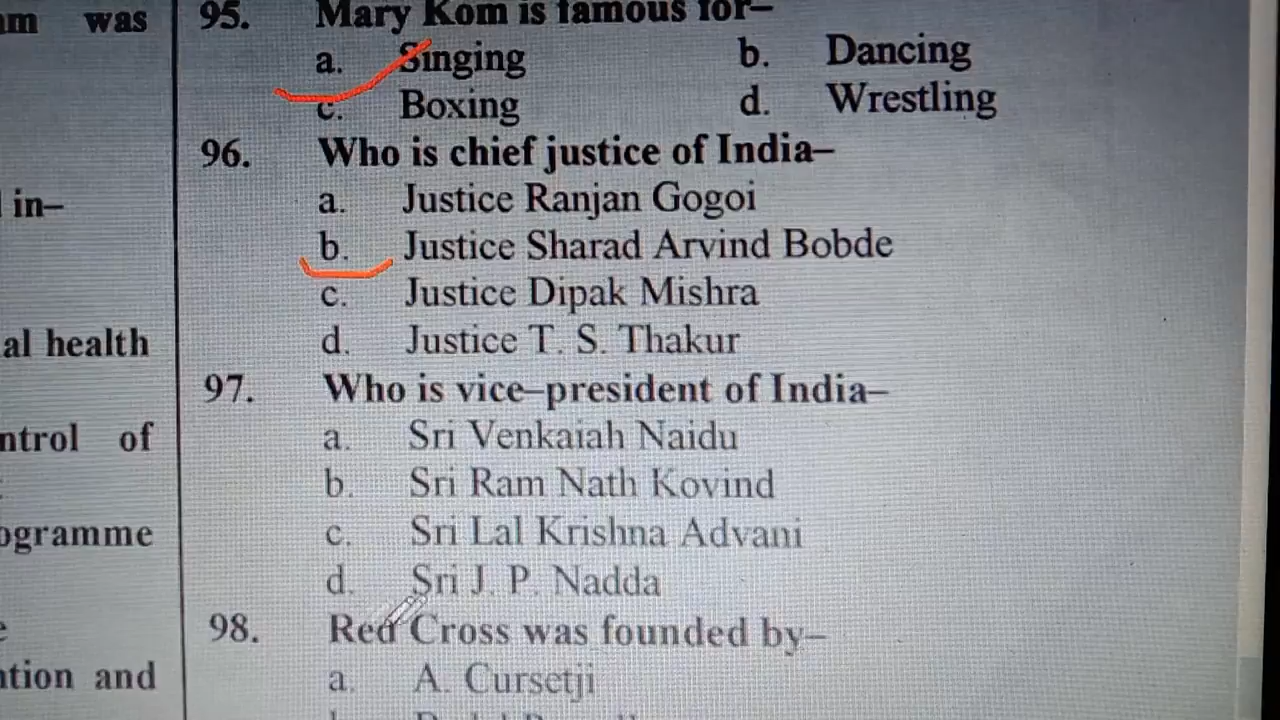 am was
in–
al health
ntrol of
ogramme
ntion and
95. Mary Kom is famous for–
a. Singing b. Dancing
c. Boxing d. Wrestling
96. Who is chief justice of India–
a. Justice Ranjan Gogoi
b. Justice Sharad Arvind Bobde
c. Justice Dipak Mishra
d. Justice T. S. Thakur
97. Who is vice–president of India–
a. Sri Venkaiah Naidu
b. Sri Ram Nath Kovind
c. Sri Lal Krishna Advani
d. Sri J. P. Nadda
98. Red Cross was founded by–
a. A. Cursetji